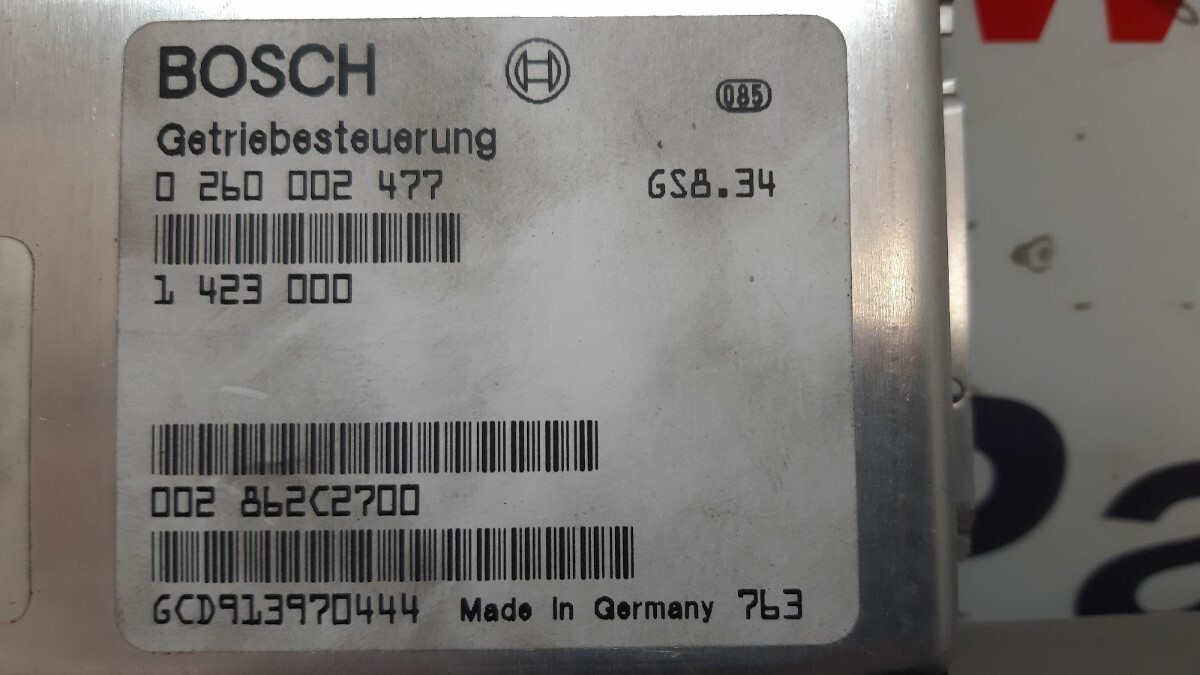 BOSCH
085
Getriebesteuerung
0 260 002 477 GS8.34
1 423 000
002 862C2700
GCD913970444 Made in Germany 763